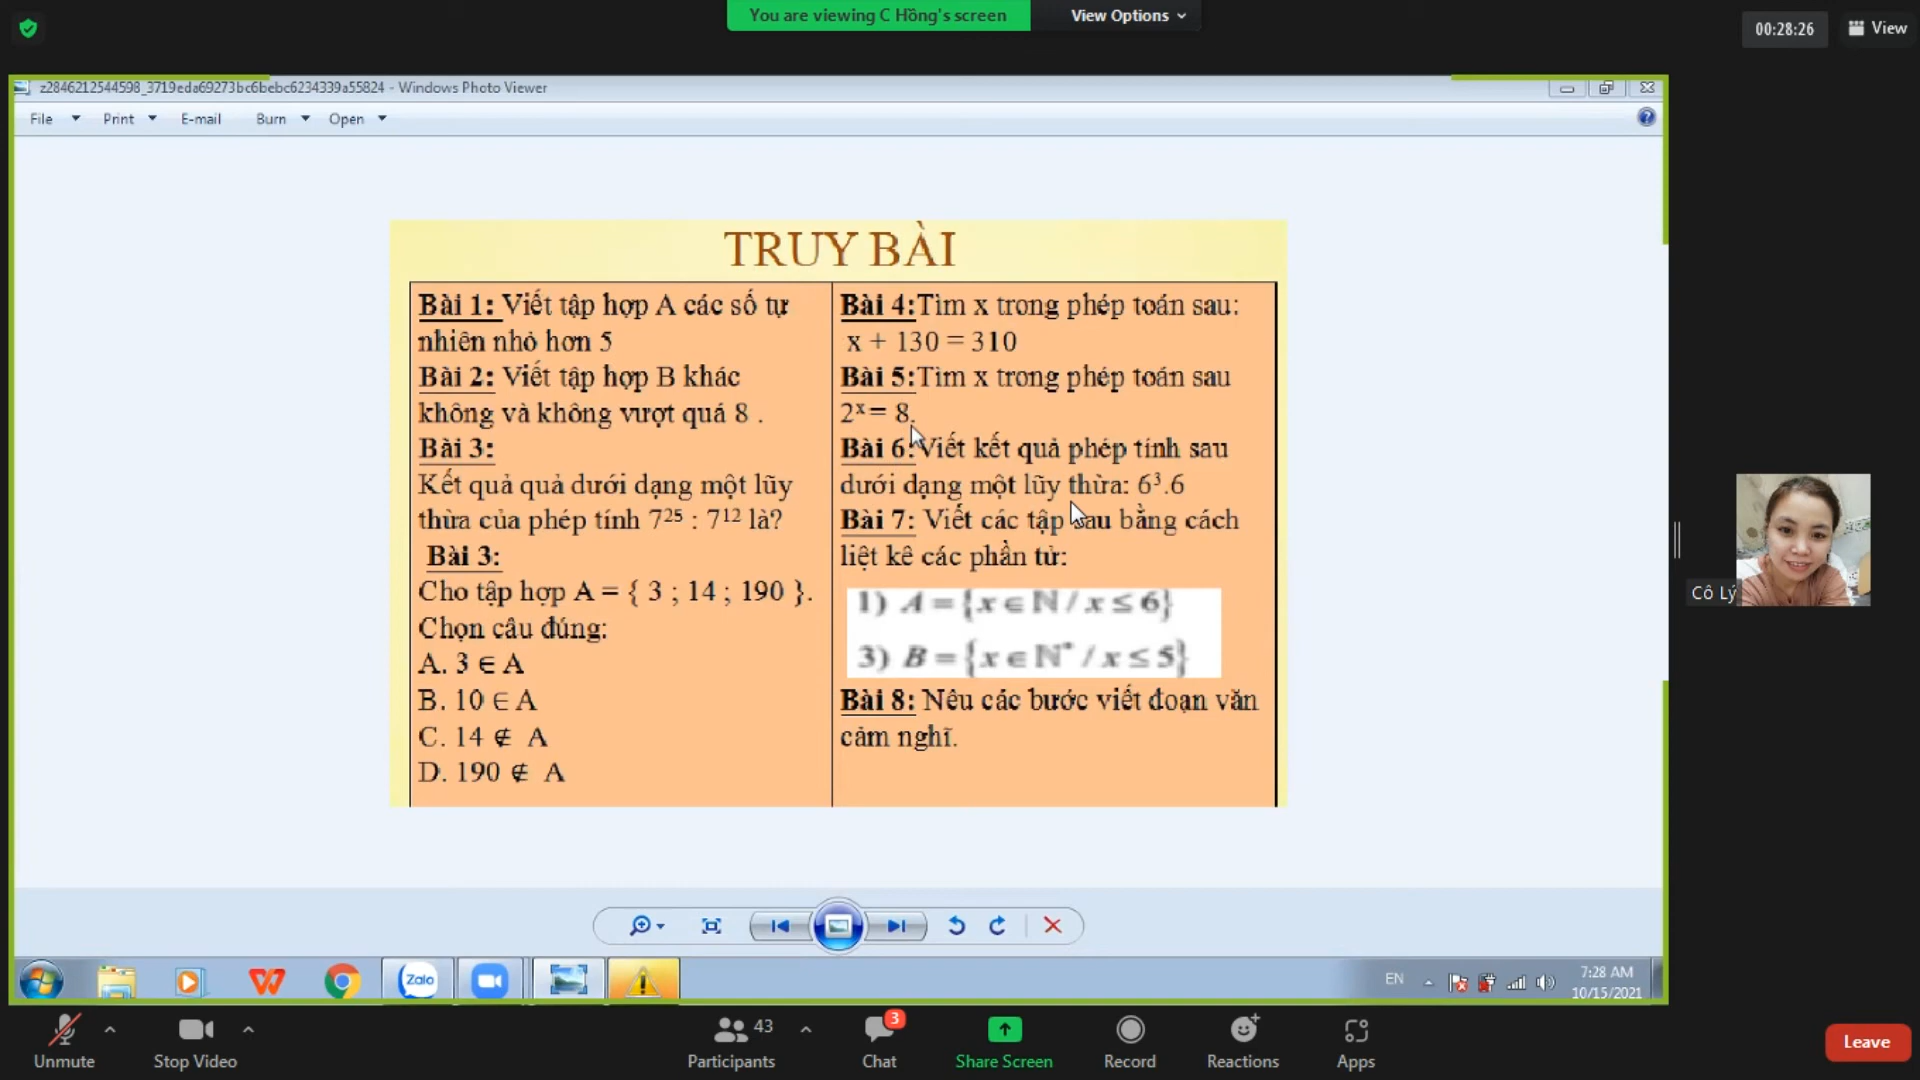 You are viewing C Hồng's screen
View Options
00:28:26
View
z2846212544598_3719eda69273bc6bebc6234339a55824 - Windows Photo Viewer
File Print E-mail Burn Open
TRUY BÀI
Bài 1: Viết tập hợp A các số tự
nhiên nhỏ hơn 5
Bài 2: Viết tập hợp B khác
không và không vượt quá 8 .
Bài 3:
Kết quả quả dưới dạng một lũy
thừa của phép tính 7²⁵ : 7¹² là?
Bài 3:
Cho tập hợp A = { 3 ; 14 ; 190 }.
Chọn câu đúng:
A. 3 ∈ A
B. 10 ∈ A
C. 14 ∉ A
D. 190 ∉ A
Bài 4:Tìm x trong phép toán sau:
x + 130 = 310
Bài 5:Tìm x trong phép toán sau
2ˣ = 8.
Bài 6:Viết kết quả phép tính sau
dưới dạng một lũy thừa: 6³.6
Bài 7: Viết các tập sau bằng cách
liệt kê các phần tử:
1) A = {x ∈ ℕ / x ≤ 6}
3) B = {x ∈ ℕ* / x ≤ 5}
Bài 8: Nêu các bước viết đoạn văn
cảm nghĩ.
Cô Lý
Zalo
EN
7:28 AM
10/15/2021
Unmute
Stop Video
43
Participants
3
Chat
Share Screen
Record
Reactions
Apps
Leave